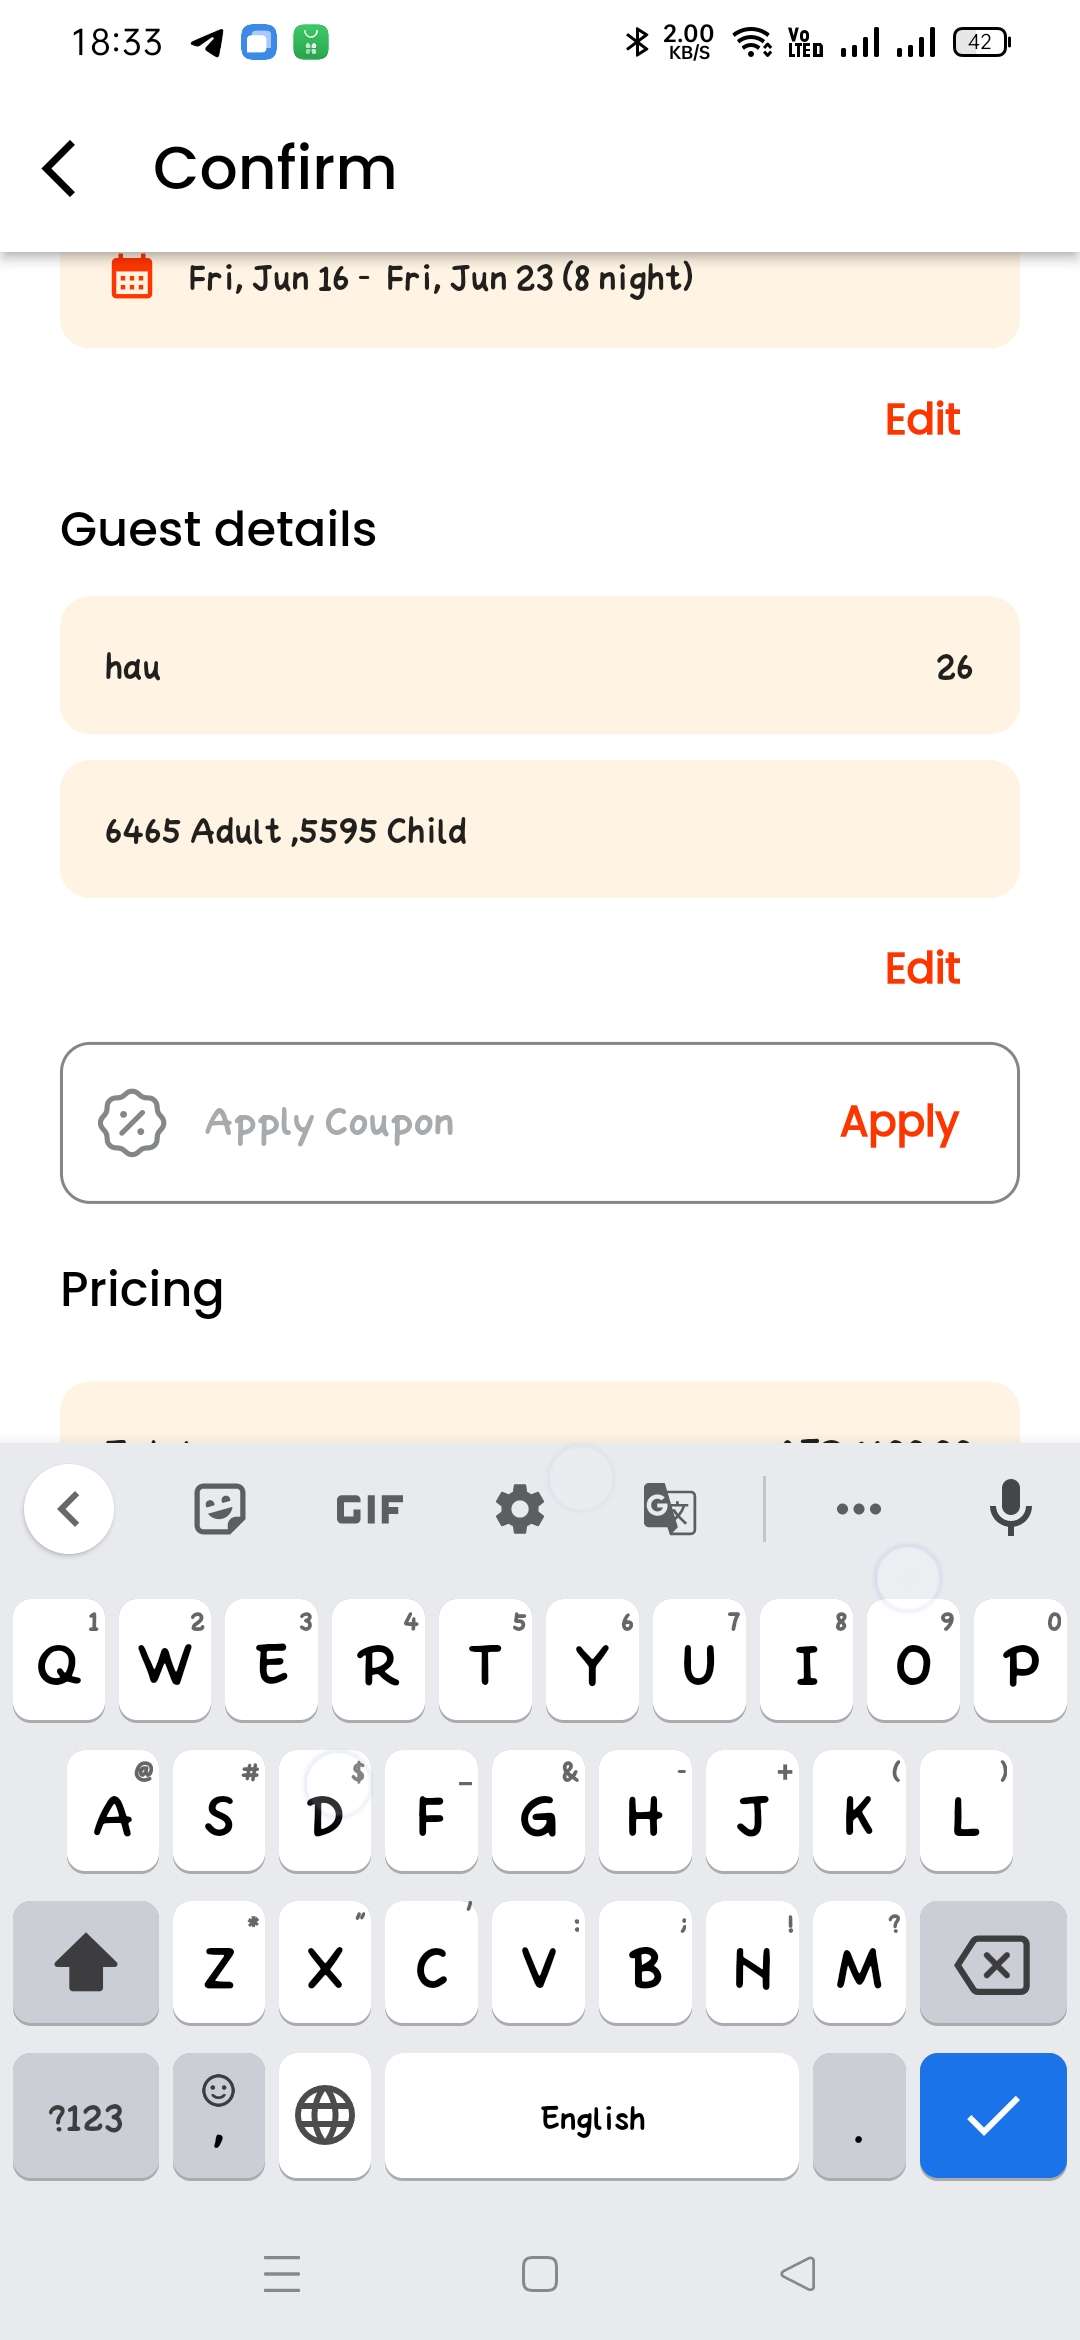 18:33
2.00
KB/S
Vo
LTED
42
Confirm
Fri, Jun 16 - Fri, Jun 23 (8 night)
Edit
Guest details
hau 26
6465 Adult ,5595 Child
Edit
Apply Coupon Apply
Pricing
GIF
1 2 3 4 5 6 7 8 9 0
Q W E R T Y U I O P
@ # $ _ & - + ( )
A S D F G H J K L
* " ' : ; ! ?
Z X C V B N M
?123 , English .